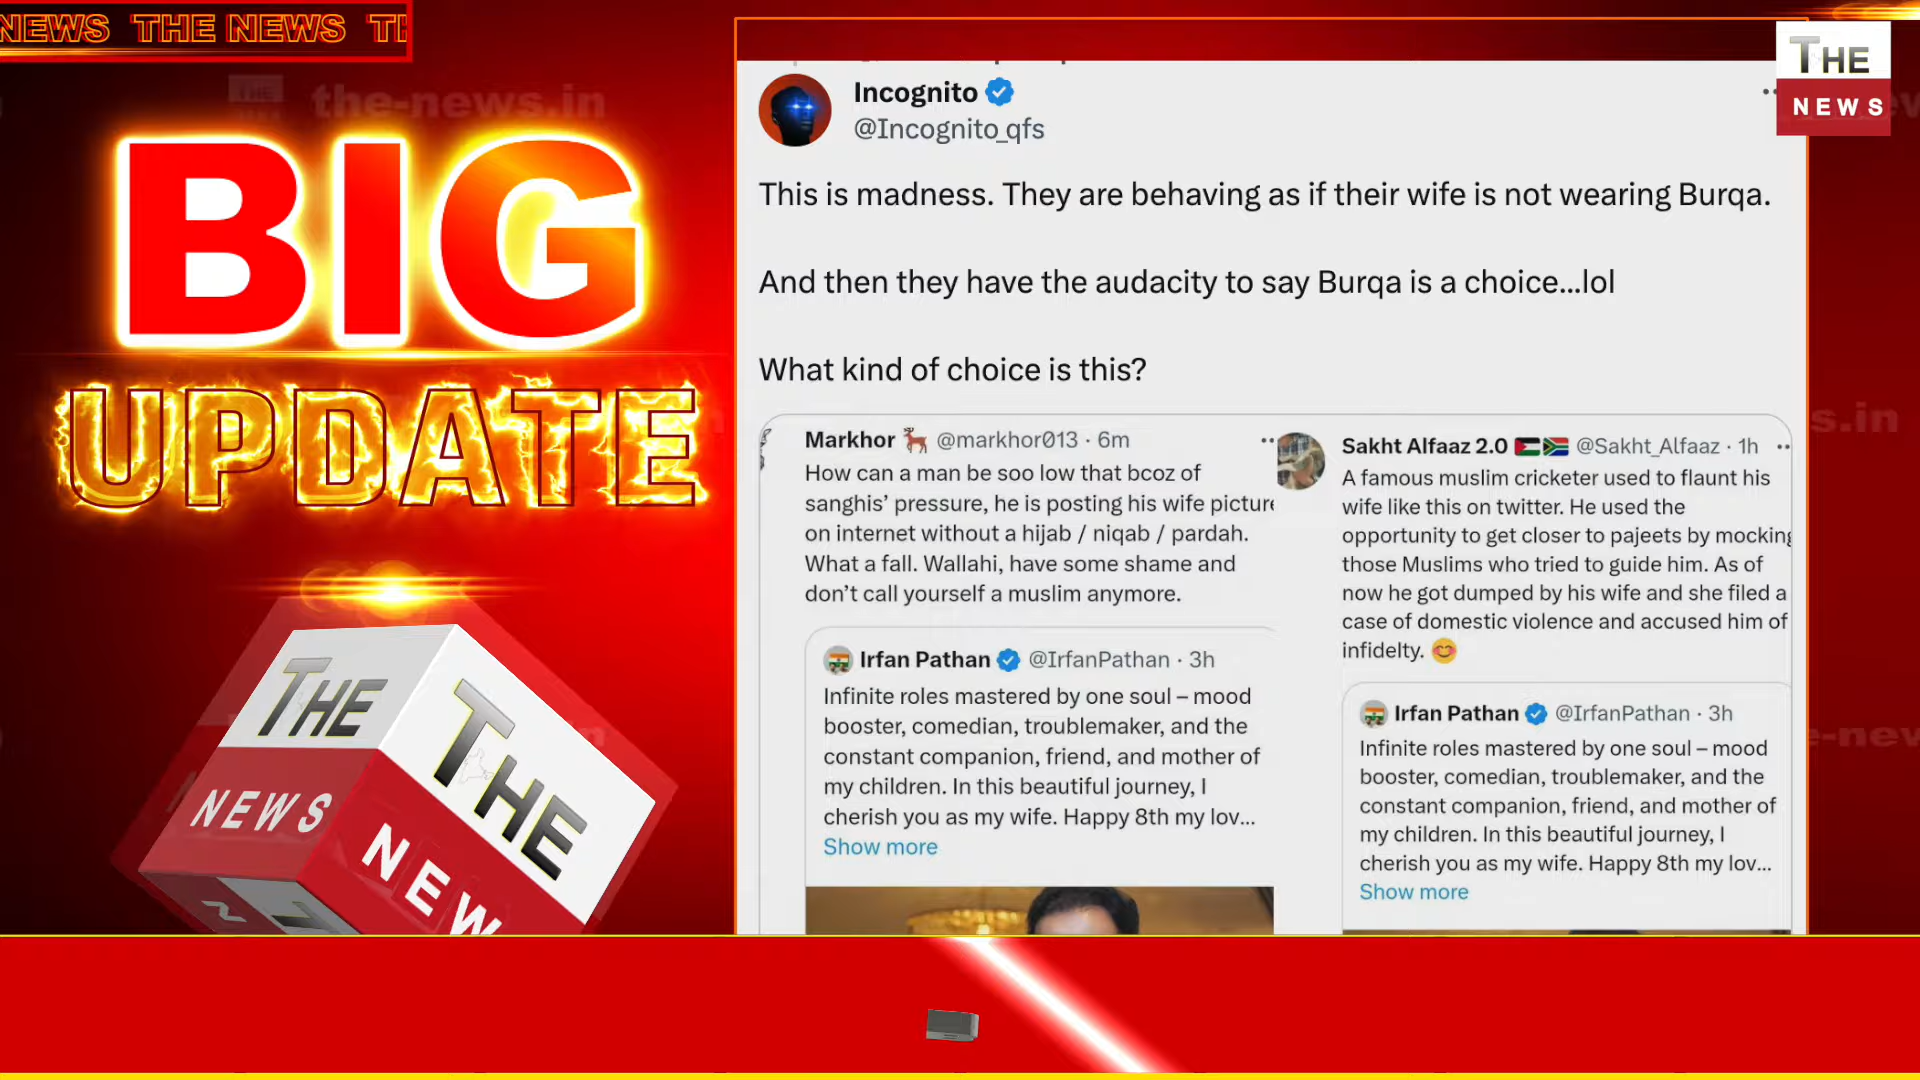 NEWS THE NEWS TH
the-news.in
BIG
UPDATE
THE
NEWS
THE
NEW
THE
NEWS
Incognito
@Incognito_qfs
This is madness. They are behaving as if their wife is not wearing Burqa.
And then they have the audacity to say Burqa is a choice...lol
What kind of choice is this?
Markhor @markhor013 · 6m
How can a man be soo low that bcoz of
sanghis' pressure, he is posting his wife picture
on internet without a hijab / niqab / pardah.
What a fall. Wallahi, have some shame and
don't call yourself a muslim anymore.
Irfan Pathan @IrfanPathan · 3h
Infinite roles mastered by one soul – mood
booster, comedian, troublemaker, and the
constant companion, friend, and mother of
my children. In this beautiful journey, I
cherish you as my wife. Happy 8th my lov...
Show more
Sakht Alfaaz 2.0 @Sakht_Alfaaz · 1h
A famous muslim cricketer used to flaunt his
wife like this on twitter. He used the
opportunity to get closer to pajeets by mocking
those Muslims who tried to guide him. As of
now he got dumped by his wife and she filed a
case of domestic violence and accused him of
infidelty. 😊
Irfan Pathan @IrfanPathan · 3h
Infinite roles mastered by one soul – mood
booster, comedian, troublemaker, and the
constant companion, friend, and mother of
my children. In this beautiful journey, I
cherish you as my wife. Happy 8th my lov...
Show more
s.in
e-new